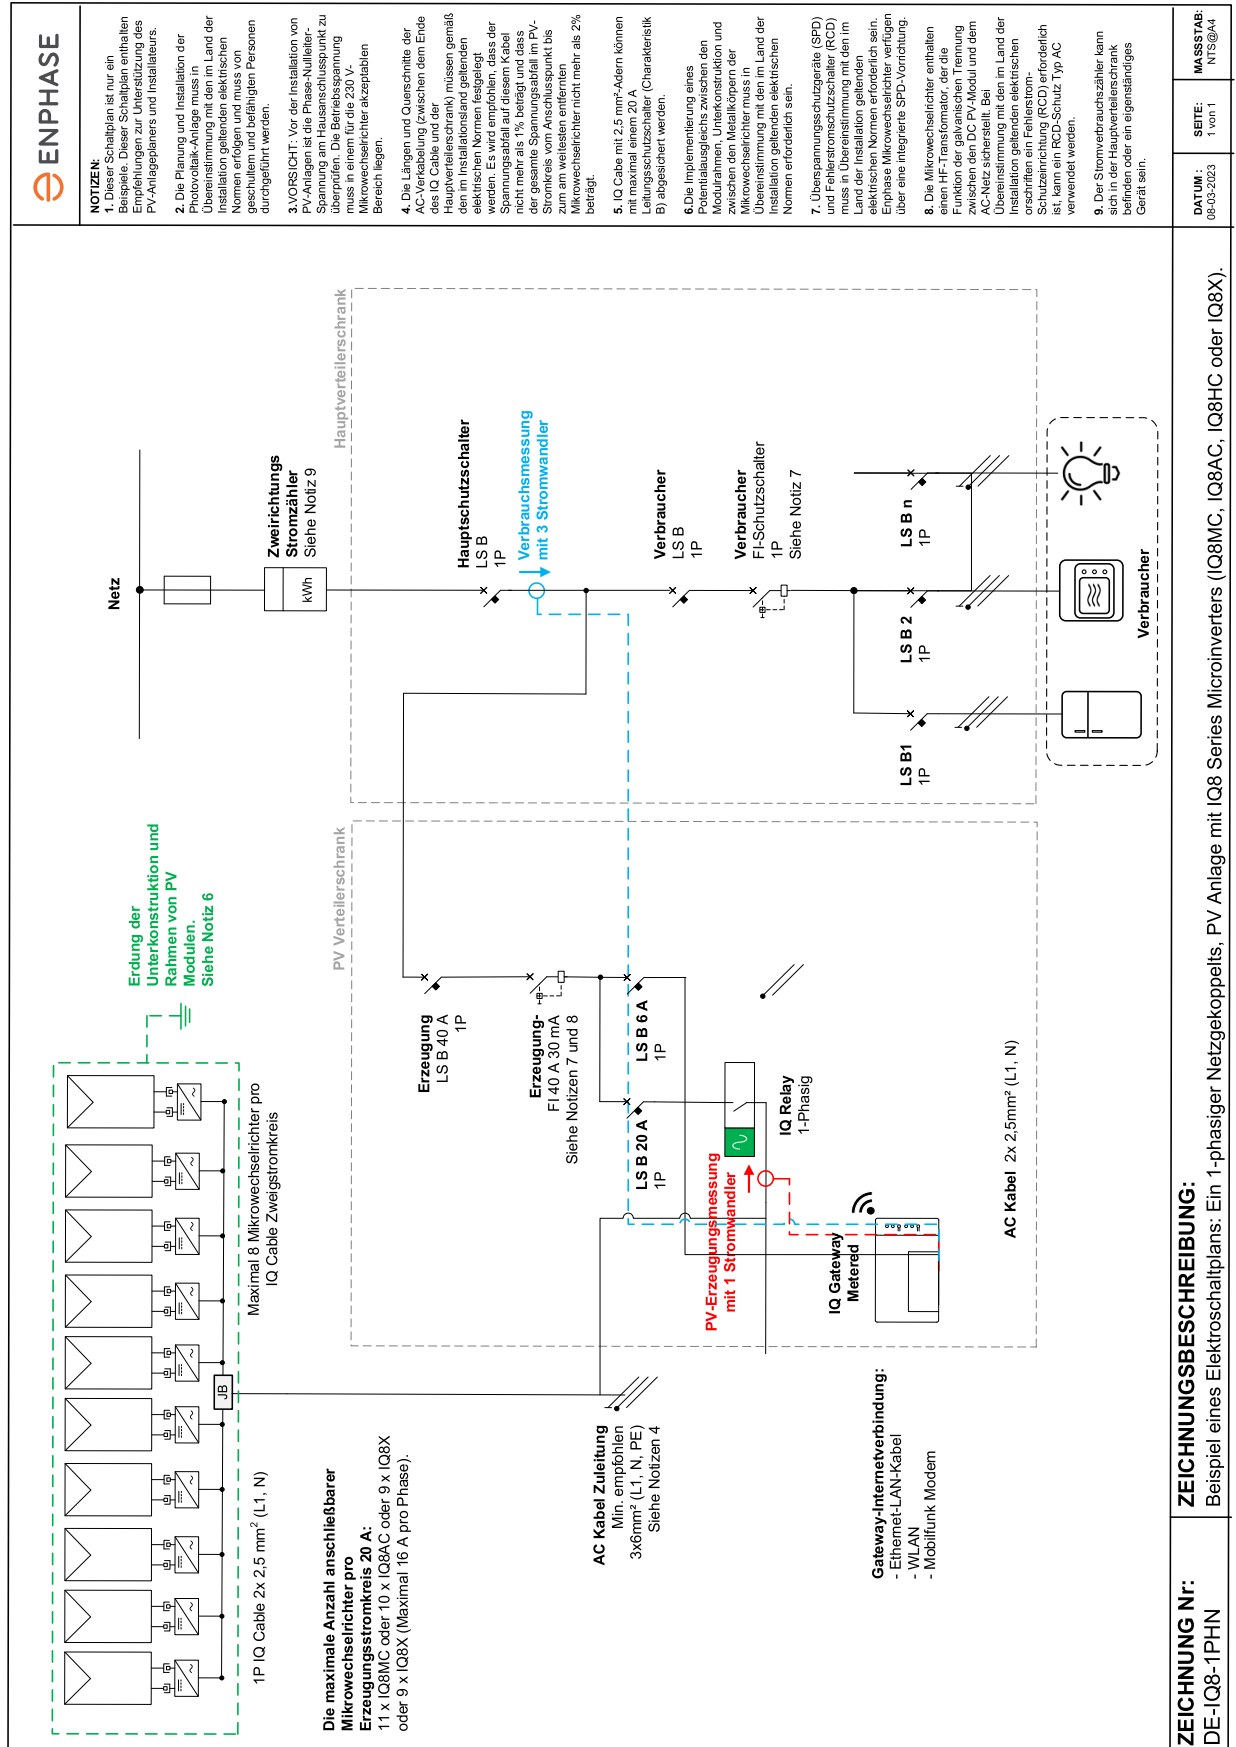 ENPHASE
NOTIZEN:
1. Dieser Schaltplan ist nur ein
Beispiele. Dieser Schaltplan enthalten
Empfehlungen zur Unterstützung des
PV-Anlageplaners und Installateurs.
2. Die Planung und Installation der
Photovoltaik-Anlage muss in
Übereinstimmung mit den im Land der
Installation geltenden elektrischen
Normen erfolgen und muss von
geschultem und befähigten Personen
durchgeführt werden.
3.VORSICHT: Vor der Installation von
PV-Anlagen ist die Phase-Nullleiter-
Spannung am Hausanschlusspunkt zu
überprüfen. Die Betriebsspannung
muss in einem für die 230 V-
Mikrowechselrichter akzeptablen
Bereich liegen.
4. Die Längen und Querschnitte der
AC-Verkabelung (zwischen dem Ende
des IQ Cable und der
Hauptverteilerschrank) müssen gemäß
den im Installationsland geltenden
elektrischen Normen festgelegt
werden. Es wird empfohlen, dass der
Spannungsabfall auf diesem Kabel
nicht mehr als 1% beträgt und dass
der gesamte Spannungsabfall im PV-
Stromkreis vom Anschlusspunkt bis
zum am weitesten entfernten
Mikrowechselrichter nicht mehr als 2%
beträgt.
5. IQ Cabe mit 2,5 mm²-Adern können
mit maximal einem 20 A
Leitungsschutzschalter (Charakteristik
B) abgesichert werden.
6.Die Implementierung eines
Potentialausgleichs zwischen den
Modulrahmen, Unterkonstruktion und
zwischen den Metallkörpern der
Mikrowechselrichter muss in
Übereinstimmung mit den im Land der
Installation geltenden elektrischen
Normen erforderlich sein.
7. Überspannungsschutzgeräte (SPD)
und Fehlerstromschutzschalter (RCD)
muss in Übereinstimmung mit den im
Land der Installation geltenden
elektrischen Normen erforderlich sein.
Enphase Mikrowechselrichter verfügen
über eine integrierte SPD-Vorrichtung.
8. Die Mikrowechselrichter enthalten
einen HF-Transformator, der die
Funktion der galvanischen Trennung
zwischen den DC PV-Modul und dem
AC-Netz sicherstellt. Bei
Übereinstimmung mit den im Land der
Installation geltenden elektrischen
orschriften ein Fehlenstrom-
Schutzeinrichtung (RCD) erforderlich
ist, kann ein RCD-Schutz Typ AC
verwendet werden.
9. Der Stromverbrauchszähler kann
sich in der Hauptverteilerschrank
befinden oder ein eigenständiges
Gerät sein.
DATUM:
08-03-2023
SEITE:
1 von 1
MASSSTAB:
NTS@A4
Netz
Zweirichtungs
Stromzähler
Siehe Notiz 9
kWh
Hauptverteilerschrank
Hauptschutzschalter
LS B
1P
Verbrauchsmessung
mit 3 Stromwandler
Verbraucher
LS B
1P
Verbraucher
FI-Schutzschalter
1P
Siehe Notiz 7
LS B1
1P
LS B 2
1P
LS B n
1P
Verbraucher
Erdung der
Unterkonstruktion und
Rahmen von PV
Modulen.
Siehe Notiz 6
PV Verteilerschrank
Erzeugung
LS B 40 A
1P
Erzeugung-
FI 40 A 30 mA
Siehe Notizen 7 und 8
LS B 20 A
1P
LS B 6 A
1P
IQ Relay
1-Phasig
PV-Erzeugungsmessung
mit 1 Stromwandler
IQ Gateway
Metered
AC Kabel 2x 2,5mm² (L1, N)
Maximal 8 Mikrowechselrichter pro
IQ Cable Zweigstromkreis
JB
1P IQ Cable 2x 2,5 mm² (L1, N)
Die maximale Anzahl anschließbarer
Mikrowechselrichter pro
Erzeugungsstromkreis 20 A:
11 x IQ8MC oder 10 x IQ8AC oder 9 x IQ8X
oder 9 x IQ8X (Maximal 16 A pro Phase).
AC Kabel Zuleitung
Min. empfohlen
3x6mm² (L1, N, PE)
Siehe Notizen 4
Gateway-Internetverbindung:
- Ethernet-LAN-Kabel
- WLAN
- Mobilfunk Modem
ZEICHNUNG Nr:
DE-IQ8-1PHN
ZEICHNUNGSBESCHREIBUNG:
Beispiel eines Elektroschaltplans: Ein 1-phasiger Netzgekoppelts, PV Anlage mit IQ8 Series Microinverters (IQ8MC, IQ8AC, IQ8HC oder IQ8X).